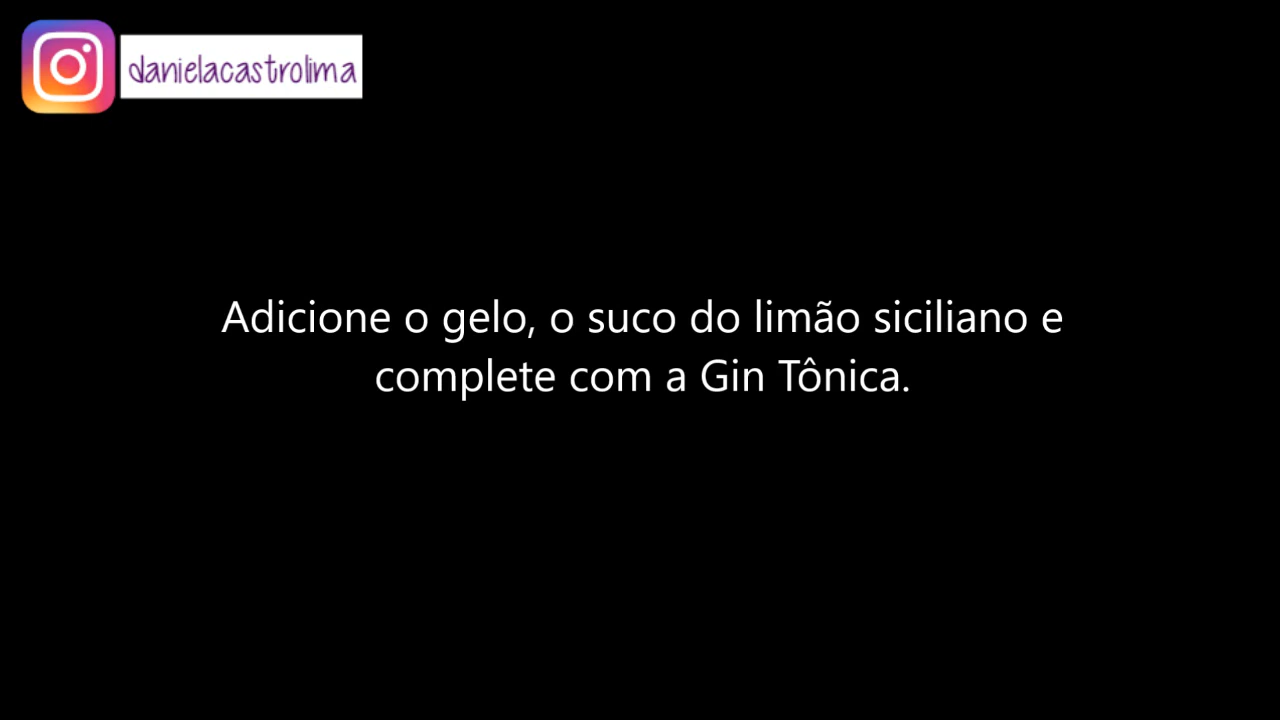 danielacastrolima
Adicione o gelo, o suco do limão siciliano e
complete com a Gin Tônica.